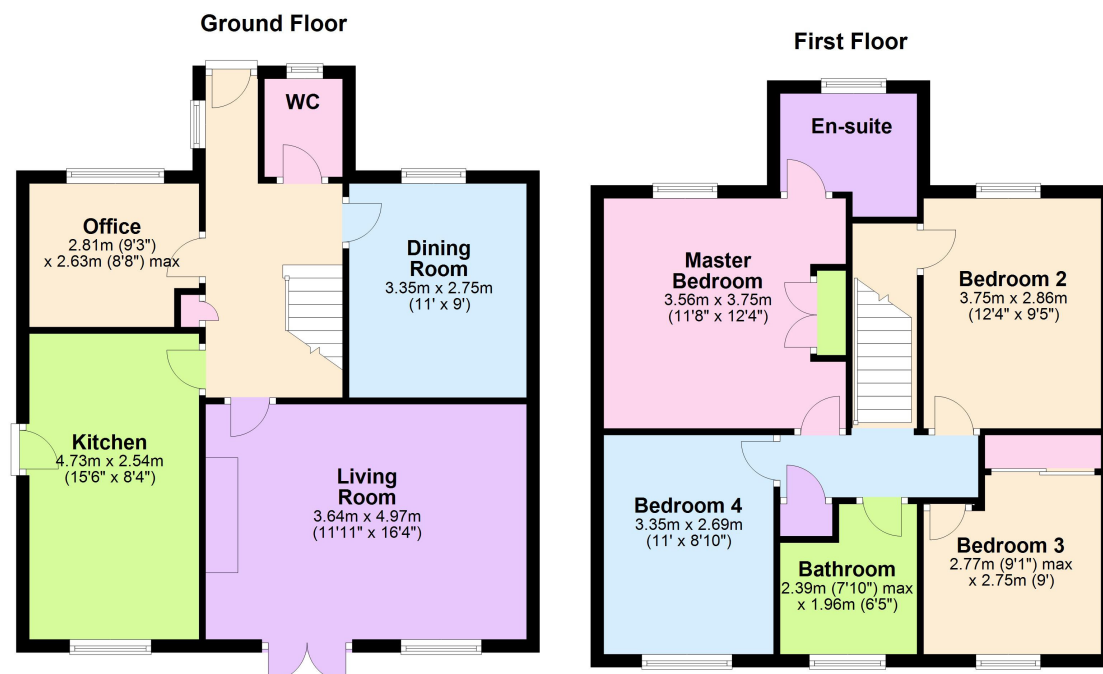 Ground Floor
WC
Office
2.81m (9'3")
x 2.63m (8'8") max
Dining
Room
3.35m x 2.75m
(11' x 9')
Kitchen
4.73m x 2.54m
(15'6" x 8'4")
Living
Room
3.64m x 4.97m
(11'11" x 16'4")
First Floor
En-suite
Master
Bedroom
3.56m x 3.75m
(11'8" x 12'4")
Bedroom 2
3.75m x 2.86m
(12'4" x 9'5")
Bedroom 4
3.35m x 2.69m
(11' x 8'10")
Bathroom
2.39m (7'10") max
x 1.96m (6'5")
Bedroom 3
2.77m (9'1") max
x 2.75m (9')